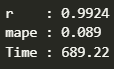 r    : 0.9924
mape : 0.089
Time : 689.22